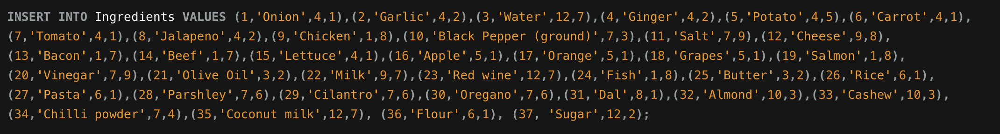 INSERT INTO Ingredients VALUES (1,'Onion',4,1),(2,'Garlic',4,2),(3,'Water',12,7),(4,'Ginger',4,2),(5,'Potato',4,5),(6,'Carrot',4,1),
(7,'Tomato',4,1),(8,'Jalapeno',4,2),(9,'Chicken',1,8),(10,'Black Pepper (ground)',7,3),(11,'Salt',7,9),(12,'Cheese',9,8),
(13,'Bacon',1,7),(14,'Beef',1,7),(15,'Lettuce',4,1),(16,'Apple',5,1),(17,'Orange',5,1),(18,'Grapes',5,1),(19,'Salmon',1,8),
(20,'Vinegar',7,9),(21,'Olive Oil',3,2),(22,'Milk',9,7),(23,'Red wine',12,7),(24,'Fish',1,8),(25,'Butter',3,2),(26,'Rice',6,1),
(27,'Pasta',6,1),(28,'Parshley',7,6),(29,'Cilantro',7,6),(30,'Oregano',7,6),(31,'Dal',8,1),(32,'Almond',10,3),(33,'Cashew',10,3),
(34,'Chilli powder',7,4),(35,'Coconut milk',12,7), (36,'Flour',6,1), (37, 'Sugar',12,2);